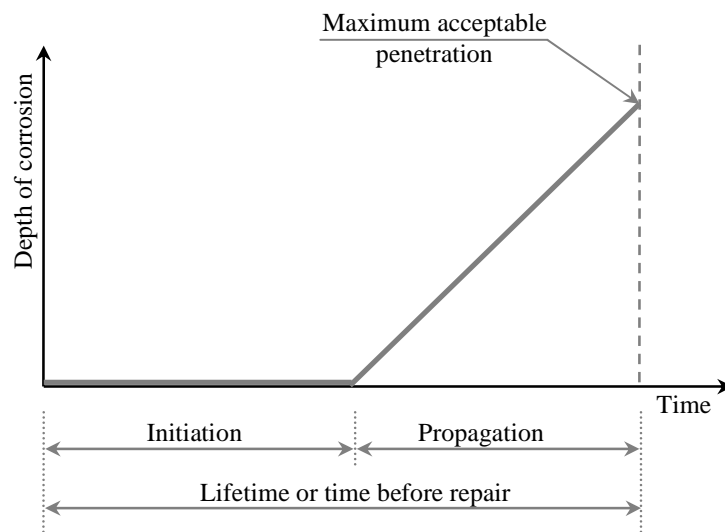 Maximum acceptable
penetration
Depth of corrosion
Time
Initiation
Propagation
Lifetime or time before repair